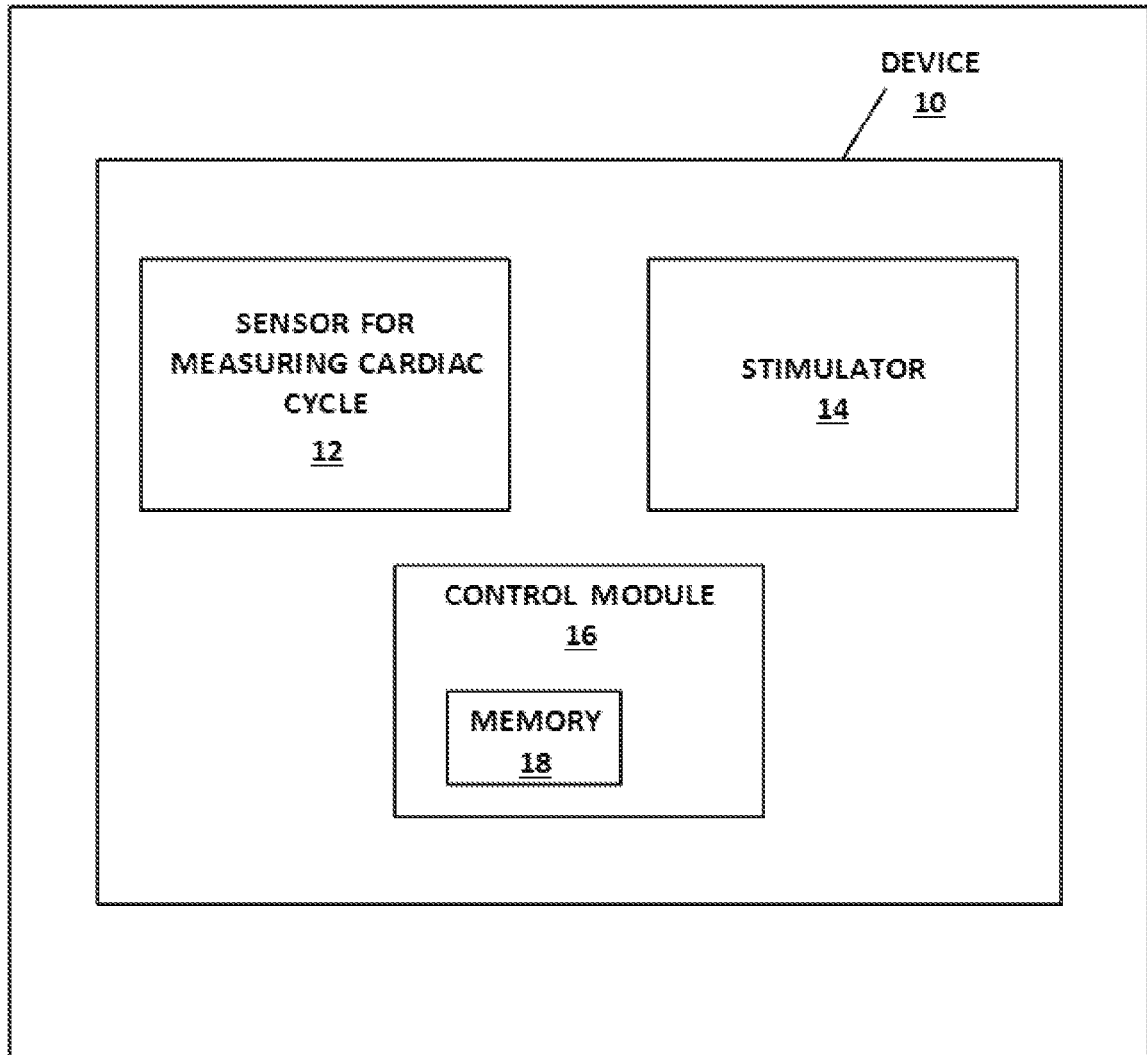 DEVICE
10
SENSOR FOR
MEASURING CARDIAC
CYCLE
12
STIMULATOR
14
CONTROL MODULE
16
MEMORY
18